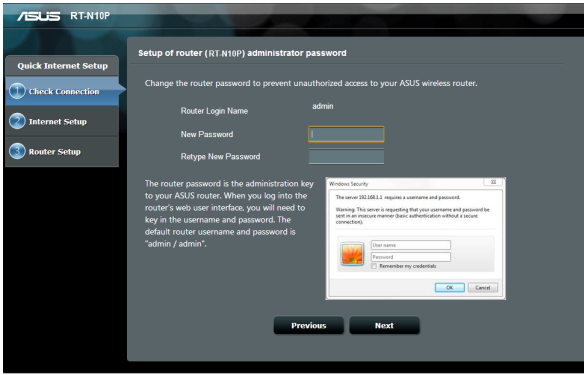 ASUS RT-N10P
Quick Internet Setup
1 Check Connection
2 Internet Setup
3 Router Setup
Setup of router (RT-N10P) administrator password
Change the router password to prevent unauthorized access to your ASUS wireless router.
Router Login Name admin
New Password
Retype New Password
The router password is the administration key
to your ASUS router. When you log into the
router's web user interface, you will need to
key in the username and password. The
default router username and password is
"admin / admin".
Windows Security
The server 192.168.1.1 requires a username and password.
Warning: This server is requesting that your username and password be
sent in an insecure manner (basic authentication without a secure
connection).
User name
Password
Remember my credentials
OK Cancel
Previous Next